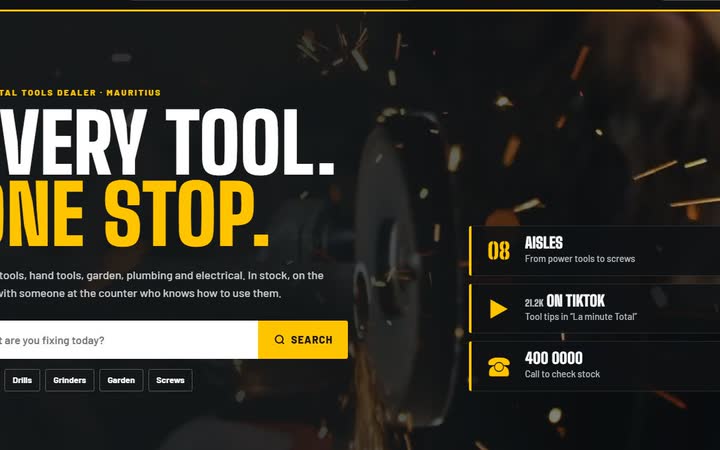 TAL TOOLS DEALER · MAURITIUS
VERY TOOL.
ONE STOP.
tools, hand tools, garden, plumbing and electrical. In stock, on the
with someone at the counter who knows how to use them.
t are you fixing today?
SEARCH
Drills
Grinders
Garden
Screws
08
AISLES
From power tools to screws
21.2K ON TIKTOK
Tool tips in “La minute Total”
400 0000
Call to check stock